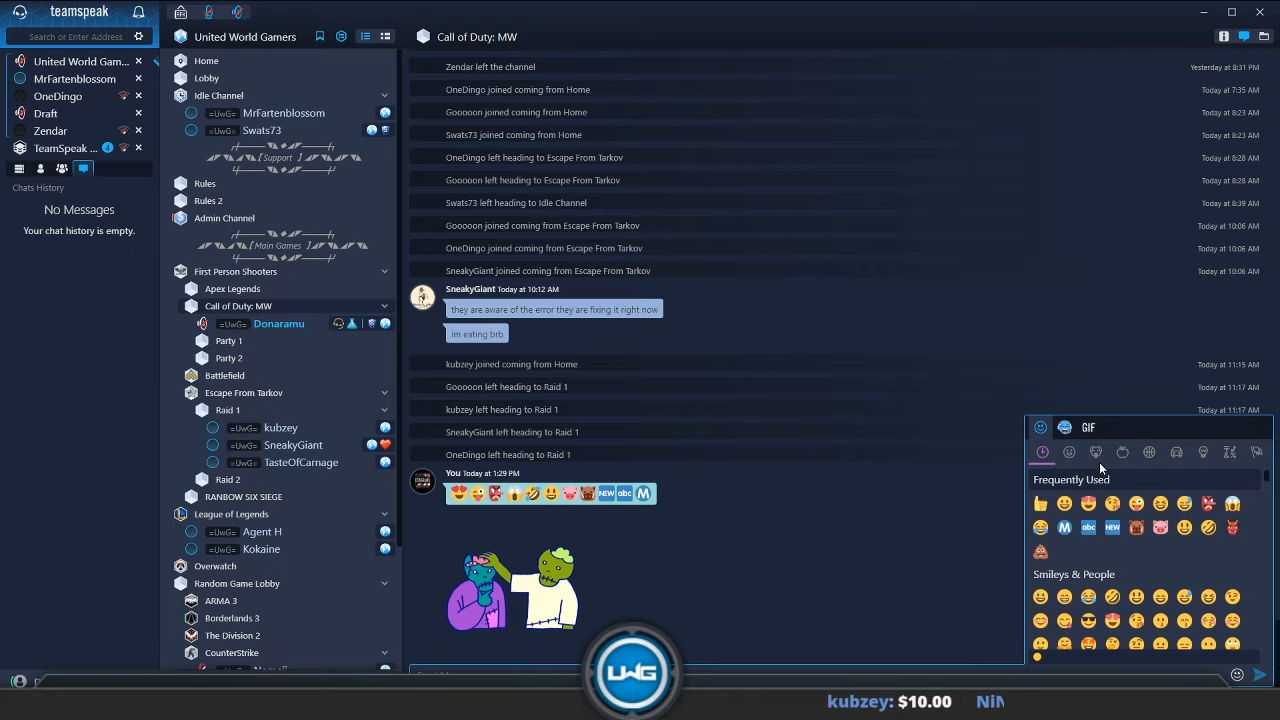 teamspeak
Search or Enter Address
United World Gam...
MrFartenblossom
OneDingo
Draft
Zendar
TeamSpeak ...
4
Chats History
No Messages
Your chat history is empty.
United World Gamers
Home
Lobby
Idle Channel
=UwG= MrFartenblossom
=UwG= Swats73
[ Support ]
Rules
Rules 2
Admin Channel
[ Main Games ]
First Person Shooters
Apex Legends
Call of Duty: MW
=UwG= Donaramu
Party 1
Party 2
Battlefield
Escape From Tarkov
Raid 1
=UwG= kubzey
=UwG= SneakyGiant
=UwG= TasteOfCarnage
Raid 2
RANBOW SIX SIEGE
League of Legends
=UwG= Agent H
=UwG= Kokaine
Overwatch
Random Game Lobby
ARMA 3
Borderlands 3
The Division 2
CounterStrike
Call of Duty: MW
Zendar left the channel Yesterday at 8:31 PM
OneDingo joined coming from Home Today at 7:35 AM
Gooooon joined coming from Home Today at 8:23 AM
Swats73 joined coming from Home Today at 8:23 AM
OneDingo left heading to Escape From Tarkov Today at 8:28 AM
Gooooon left heading to Escape From Tarkov Today at 8:28 AM
Swats73 left heading to Idle Channel Today at 8:39 AM
Gooooon joined coming from Escape From Tarkov Today at 10:06 AM
OneDingo joined coming from Escape From Tarkov Today at 10:06 AM
SneakyGiant joined coming from Escape From Tarkov Today at 10:06 AM
SneakyGiant Today at 10:12 AM
they are aware of the error they are fixing it right now
im eating brb
kubzey joined coming from Home Today at 11:15 AM
Gooooon left heading to Raid 1 Today at 11:17 AM
kubzey left heading to Raid 1 Today at 11:17 AM
SneakyGiant left heading to Raid 1
OneDingo left heading to Raid 1
You Today at 1:29 PM
NEW abc M
GIF
Frequently Used
M abc NEW
Smileys & People
UWG
kubzey: $10.00 NiN